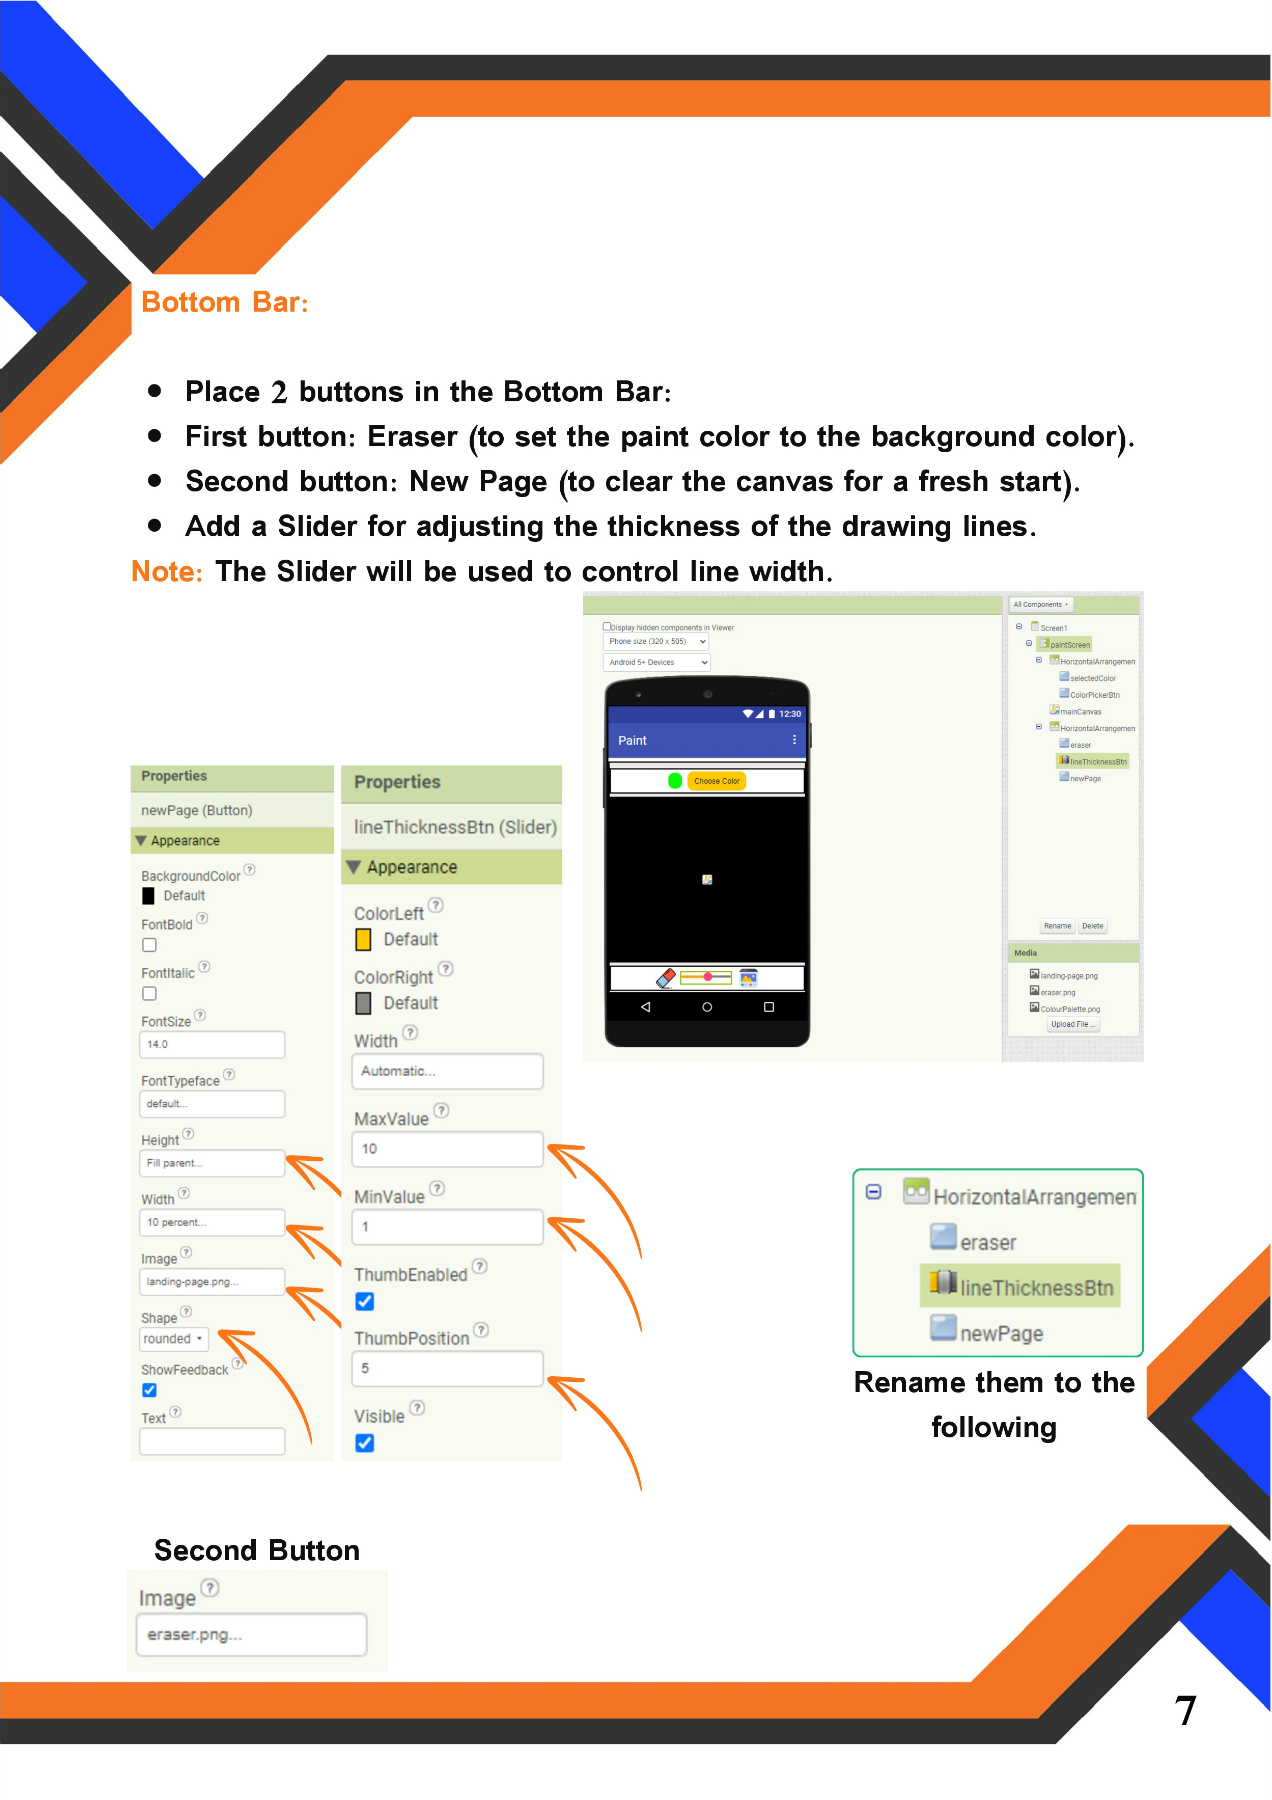 Bottom Bar:
• Place 2 buttons in the Bottom Bar:
• First button: Eraser (to set the paint color to the background color).
• Second button: New Page (to clear the canvas for a fresh start).
• Add a Slider for adjusting the thickness of the drawing lines.
Note: The Slider will be used to control line width.
Display hidden components in Viewer
Phone size (320 x 505)
Android 5+ Devices
12:30
Paint
Choose Color
All Components
Screen1
paintScreen
HorizontalArrangemen
selectedColor
ColorPickerBtn
mainCanvas
HorizontalArrangemen
eraser
lineThicknessBtn
newPage
Rename Delete
Media
landing-page.png
eraser.png
ColourPalette.png
Upload File ...
Properties
newPage (Button)
Appearance
BackgroundColor ?
Default
FontBold ?
FontItalic ?
FontSize ?
14.0
FontTypeface ?
default...
Height ?
Fill parent...
Width ?
10 percent...
Image ?
landing-page.png...
Shape ?
rounded
ShowFeedback ?
Text ?
Properties
lineThicknessBtn (Slider)
Appearance
ColorLeft ?
Default
ColorRight ?
Default
Width ?
Automatic...
MaxValue ?
10
MinValue ?
1
ThumbEnabled ?
ThumbPosition ?
5
Visible ?
HorizontalArrangemen
eraser
lineThicknessBtn
newPage
Rename them to the
following
Second Button
Image ?
eraser.png...
7